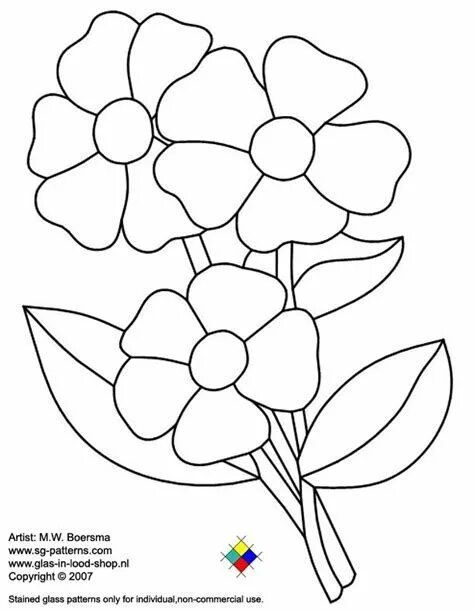 Artist: M.W. Boersma
www.sg-patterns.com
www.glas-in-lood-shop.nl
Copyright © 2007
Stained glass patterns only for individual,non-commercial use.